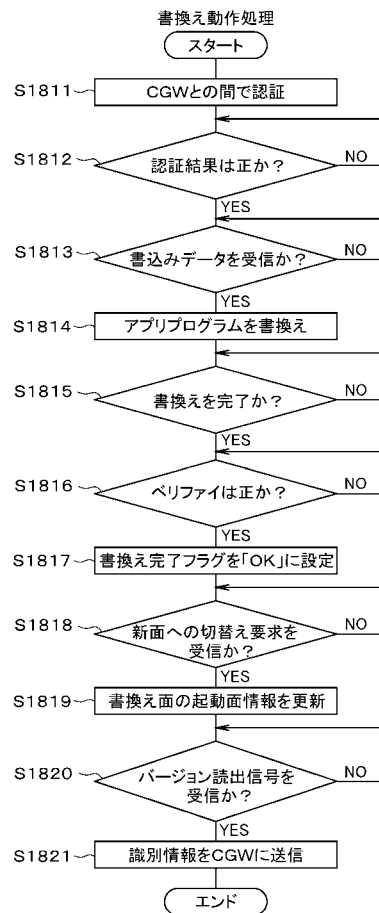 書換え動作処理
スタート
S1811
CGWとの間で認証
S1812
認証結果は正か？
NO
YES
S1813
書込みデータを受信か？
NO
YES
S1814
アプリプログラムを書換え
S1815
書換えを完了か？
NO
YES
S1816
ベリファイは正か？
NO
YES
S1817
書換え完了フラグを「OK」に設定
S1818
新面への切替え要求を
受信か？
NO
YES
S1819
書換え面の起動面情報を更新
S1820
バージョン読出信号を
受信か？
NO
YES
S1821
識別情報をCGWに送信
エンド